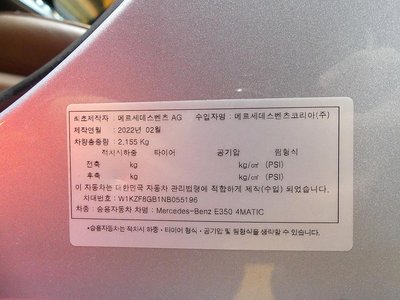 최초제작자 : 메르세데스벤츠 AG 수입자명 : 메르세데스벤츠코리아(주)
제작연월 : 2022년 02월
차량총중량 : 2,155 Kg
적차시하중 타이어 공기압 림형식
전축 kg kg/㎠ (PSI)
후축 kg kg/㎠ (PSI)
이 자동차는 대한민국 자동차 관리법령에 적합하게 제작(수입) 되었습니다.
차대번호 : W1KZF8GB1NB055196
차종 : 승용자동차 차명 : Mercedes-Benz E350 4MATIC
*승용자동차는 적차시 하중 · 타이어 형식 · 공기압 및 림형식을 생략할 수 있습니다.